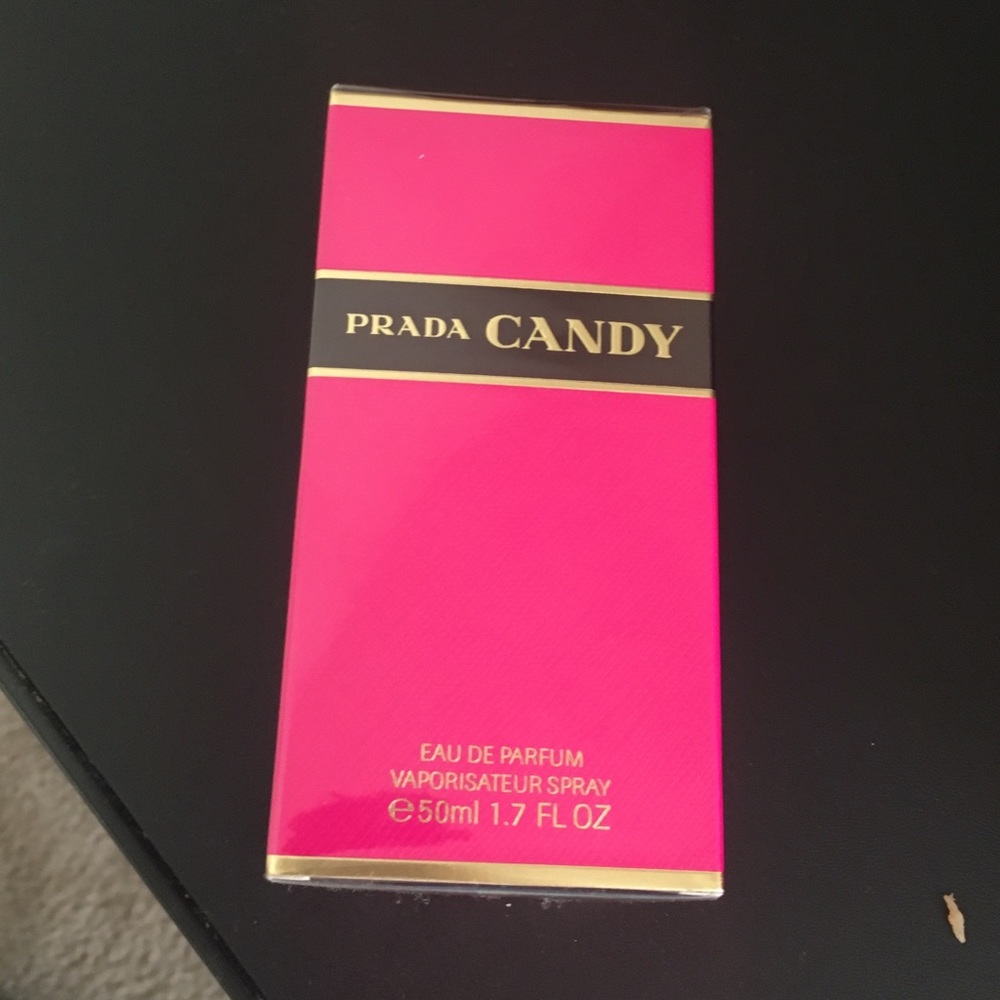 PRADA CANDY
EAU DE PARFUM
VAPORISATEUR SPRAY
℮50ml 1.7 FL OZ